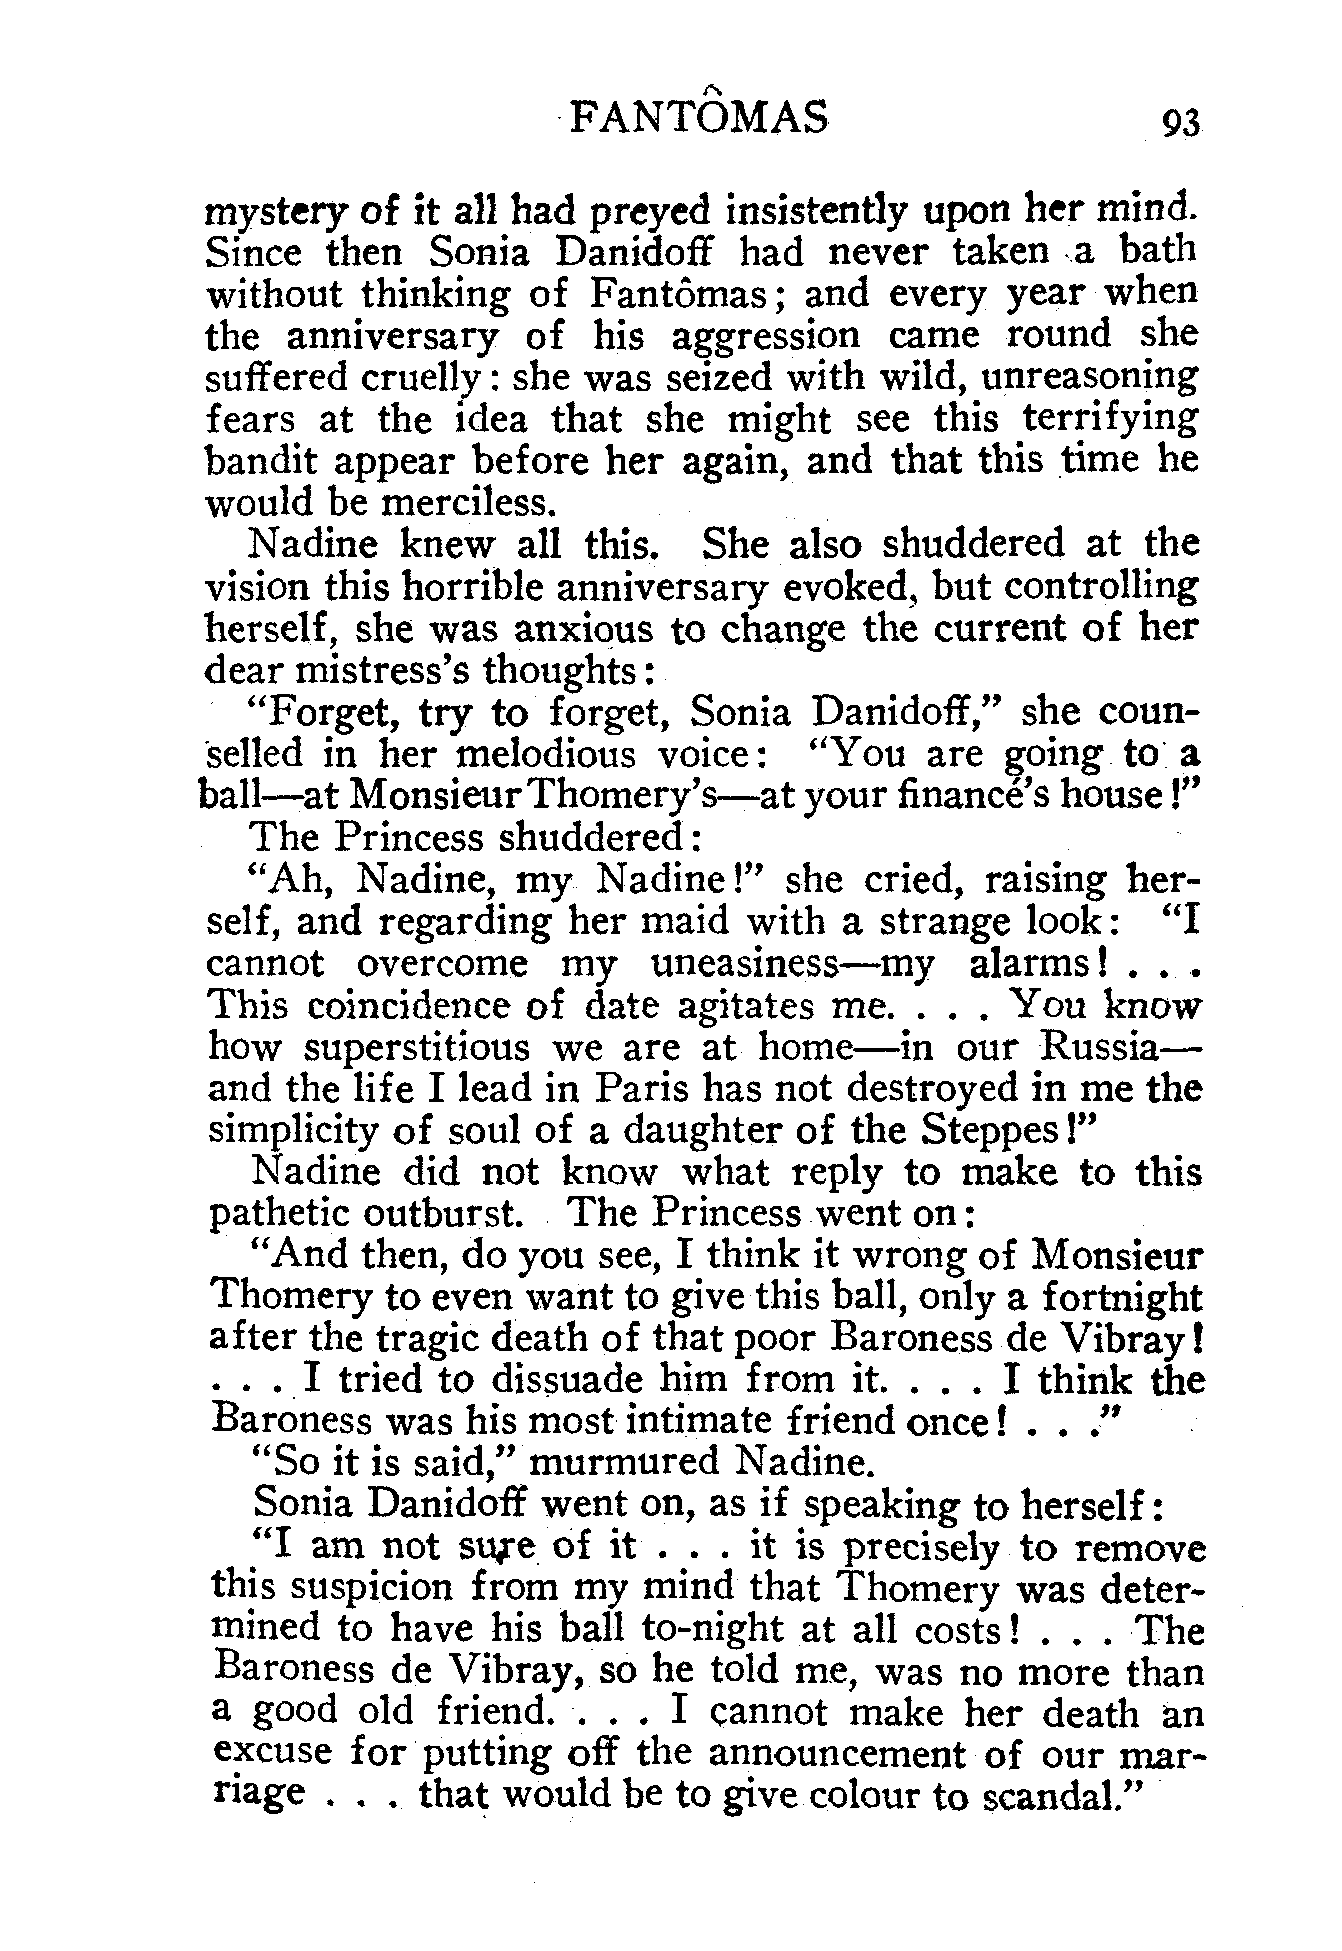 FANTÔMAS 93
mystery of it all had preyed insistently upon her mind.
Since then Sonia Danidoff had never taken a bath
without thinking of Fantômas; and every year when
the anniversary of his aggression came round she
suffered cruelly: she was seized with wild, unreasoning
fears at the idea that she might see this terrifying
bandit appear before her again, and that this time he
would be merciless.
Nadine knew all this. She also shuddered at the
vision this horrible anniversary evoked, but controlling
herself, she was anxious to change the current of her
dear mistress's thoughts:
"Forget, try to forget, Sonia Danidoff," she coun-
selled in her melodious voice: "You are going to a
ball—at Monsieur Thomery's—at your financé's house!"
The Princess shuddered:
"Ah, Nadine, my Nadine!" she cried, raising her-
self, and regarding her maid with a strange look: "I
cannot overcome my uneasiness—my alarms! . . .
This coincidence of date agitates me. . . . You know
how superstitious we are at home—in our Russia—
and the life I lead in Paris has not destroyed in me the
simplicity of soul of a daughter of the Steppes!"
Nadine did not know what reply to make to this
pathetic outburst. The Princess went on:
"And then, do you see, I think it wrong of Monsieur
Thomery to even want to give this ball, only a fortnight
after the tragic death of that poor Baroness de Vibray!
. . . I tried to dissuade him from it. . . . I think the
Baroness was his most intimate friend once! . . ."
"So it is said," murmured Nadine.
Sonia Danidoff went on, as if speaking to herself:
"I am not sure of it . . . it is precisely to remove
this suspicion from my mind that Thomery was deter-
mined to have his ball to-night at all costs! . . . The
Baroness de Vibray, so he told me, was no more than
a good old friend. . . . I cannot make her death an
excuse for putting off the announcement of our mar-
riage . . . that would be to give colour to scandal."